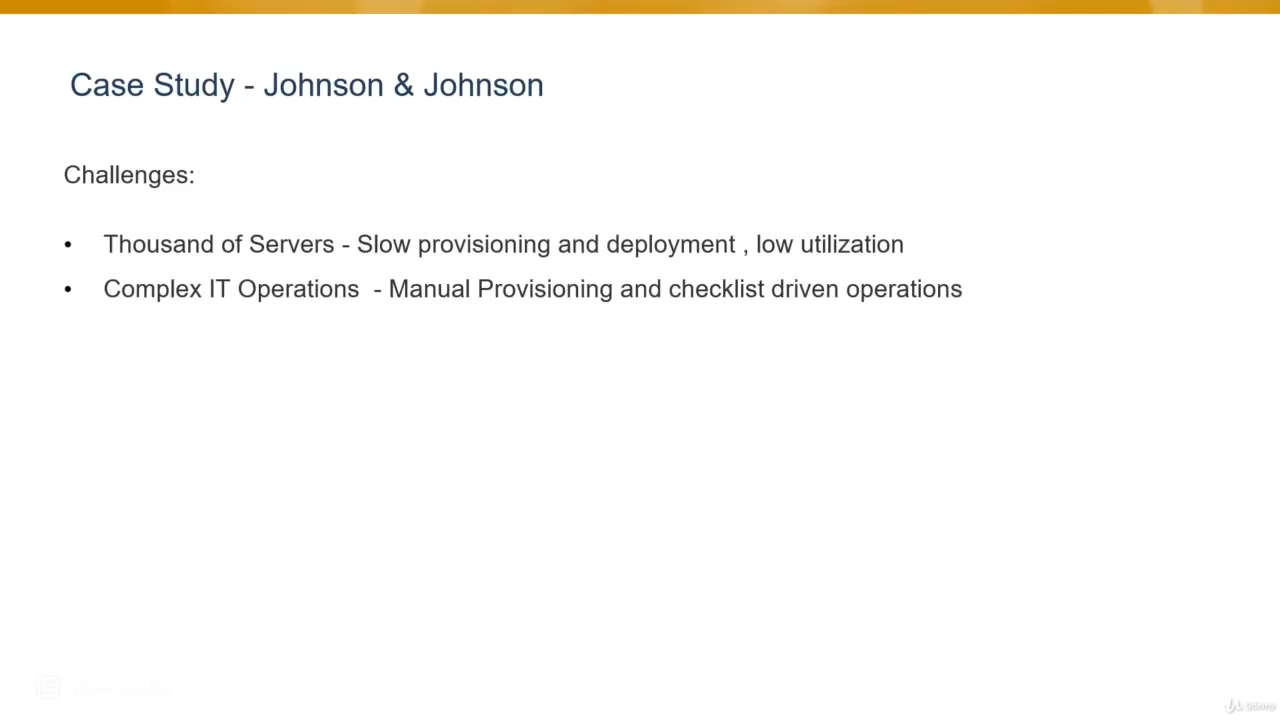 Case Study - Johnson & Johnson
Challenges:
• Thousand of Servers - Slow provisioning and deployment , low utilization
• Complex IT Operations - Manual Provisioning and checklist driven operations
Udemy